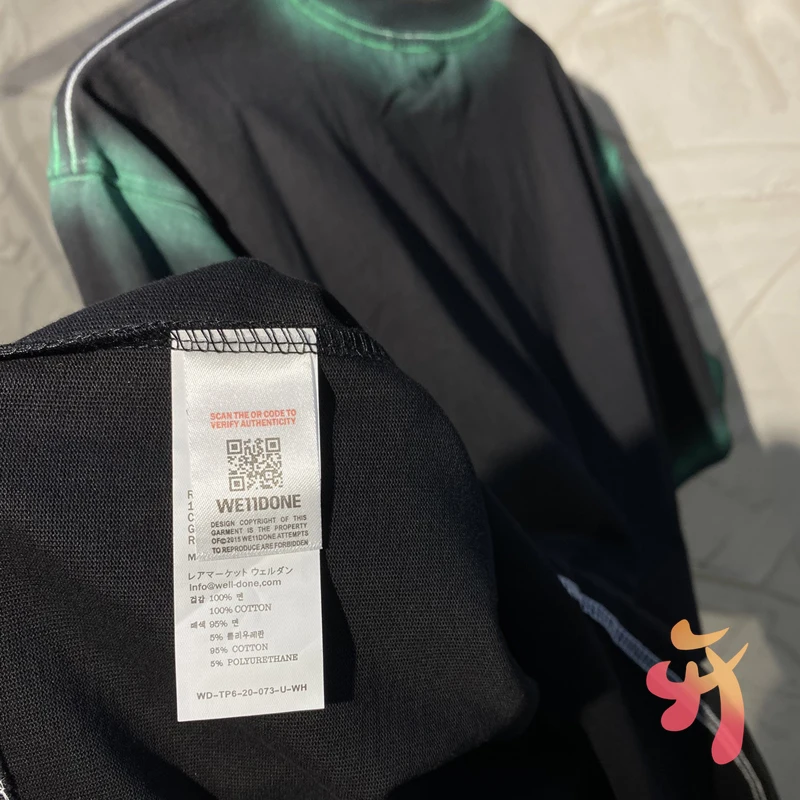 SCAN THE QR CODE TO
VERIFY AUTHENTICITY
WE11DONE
DESIGN COPYRIGHT OF THIS
GARMENT IS THE PROPERTY
OF©2015 WE11DONE ATTEMPTS
TO REPRODUCE ARE FORBIDDEN
R
1
C
G
R
M
レアマーケット ウェルダン
Info@well-done.com
겉감 100% 면
100% COTTON
배색 95% 면
5% 폴리우레탄
95% COTTON
5% POLYURETHANE
WD-TP6-20-073-U-WH